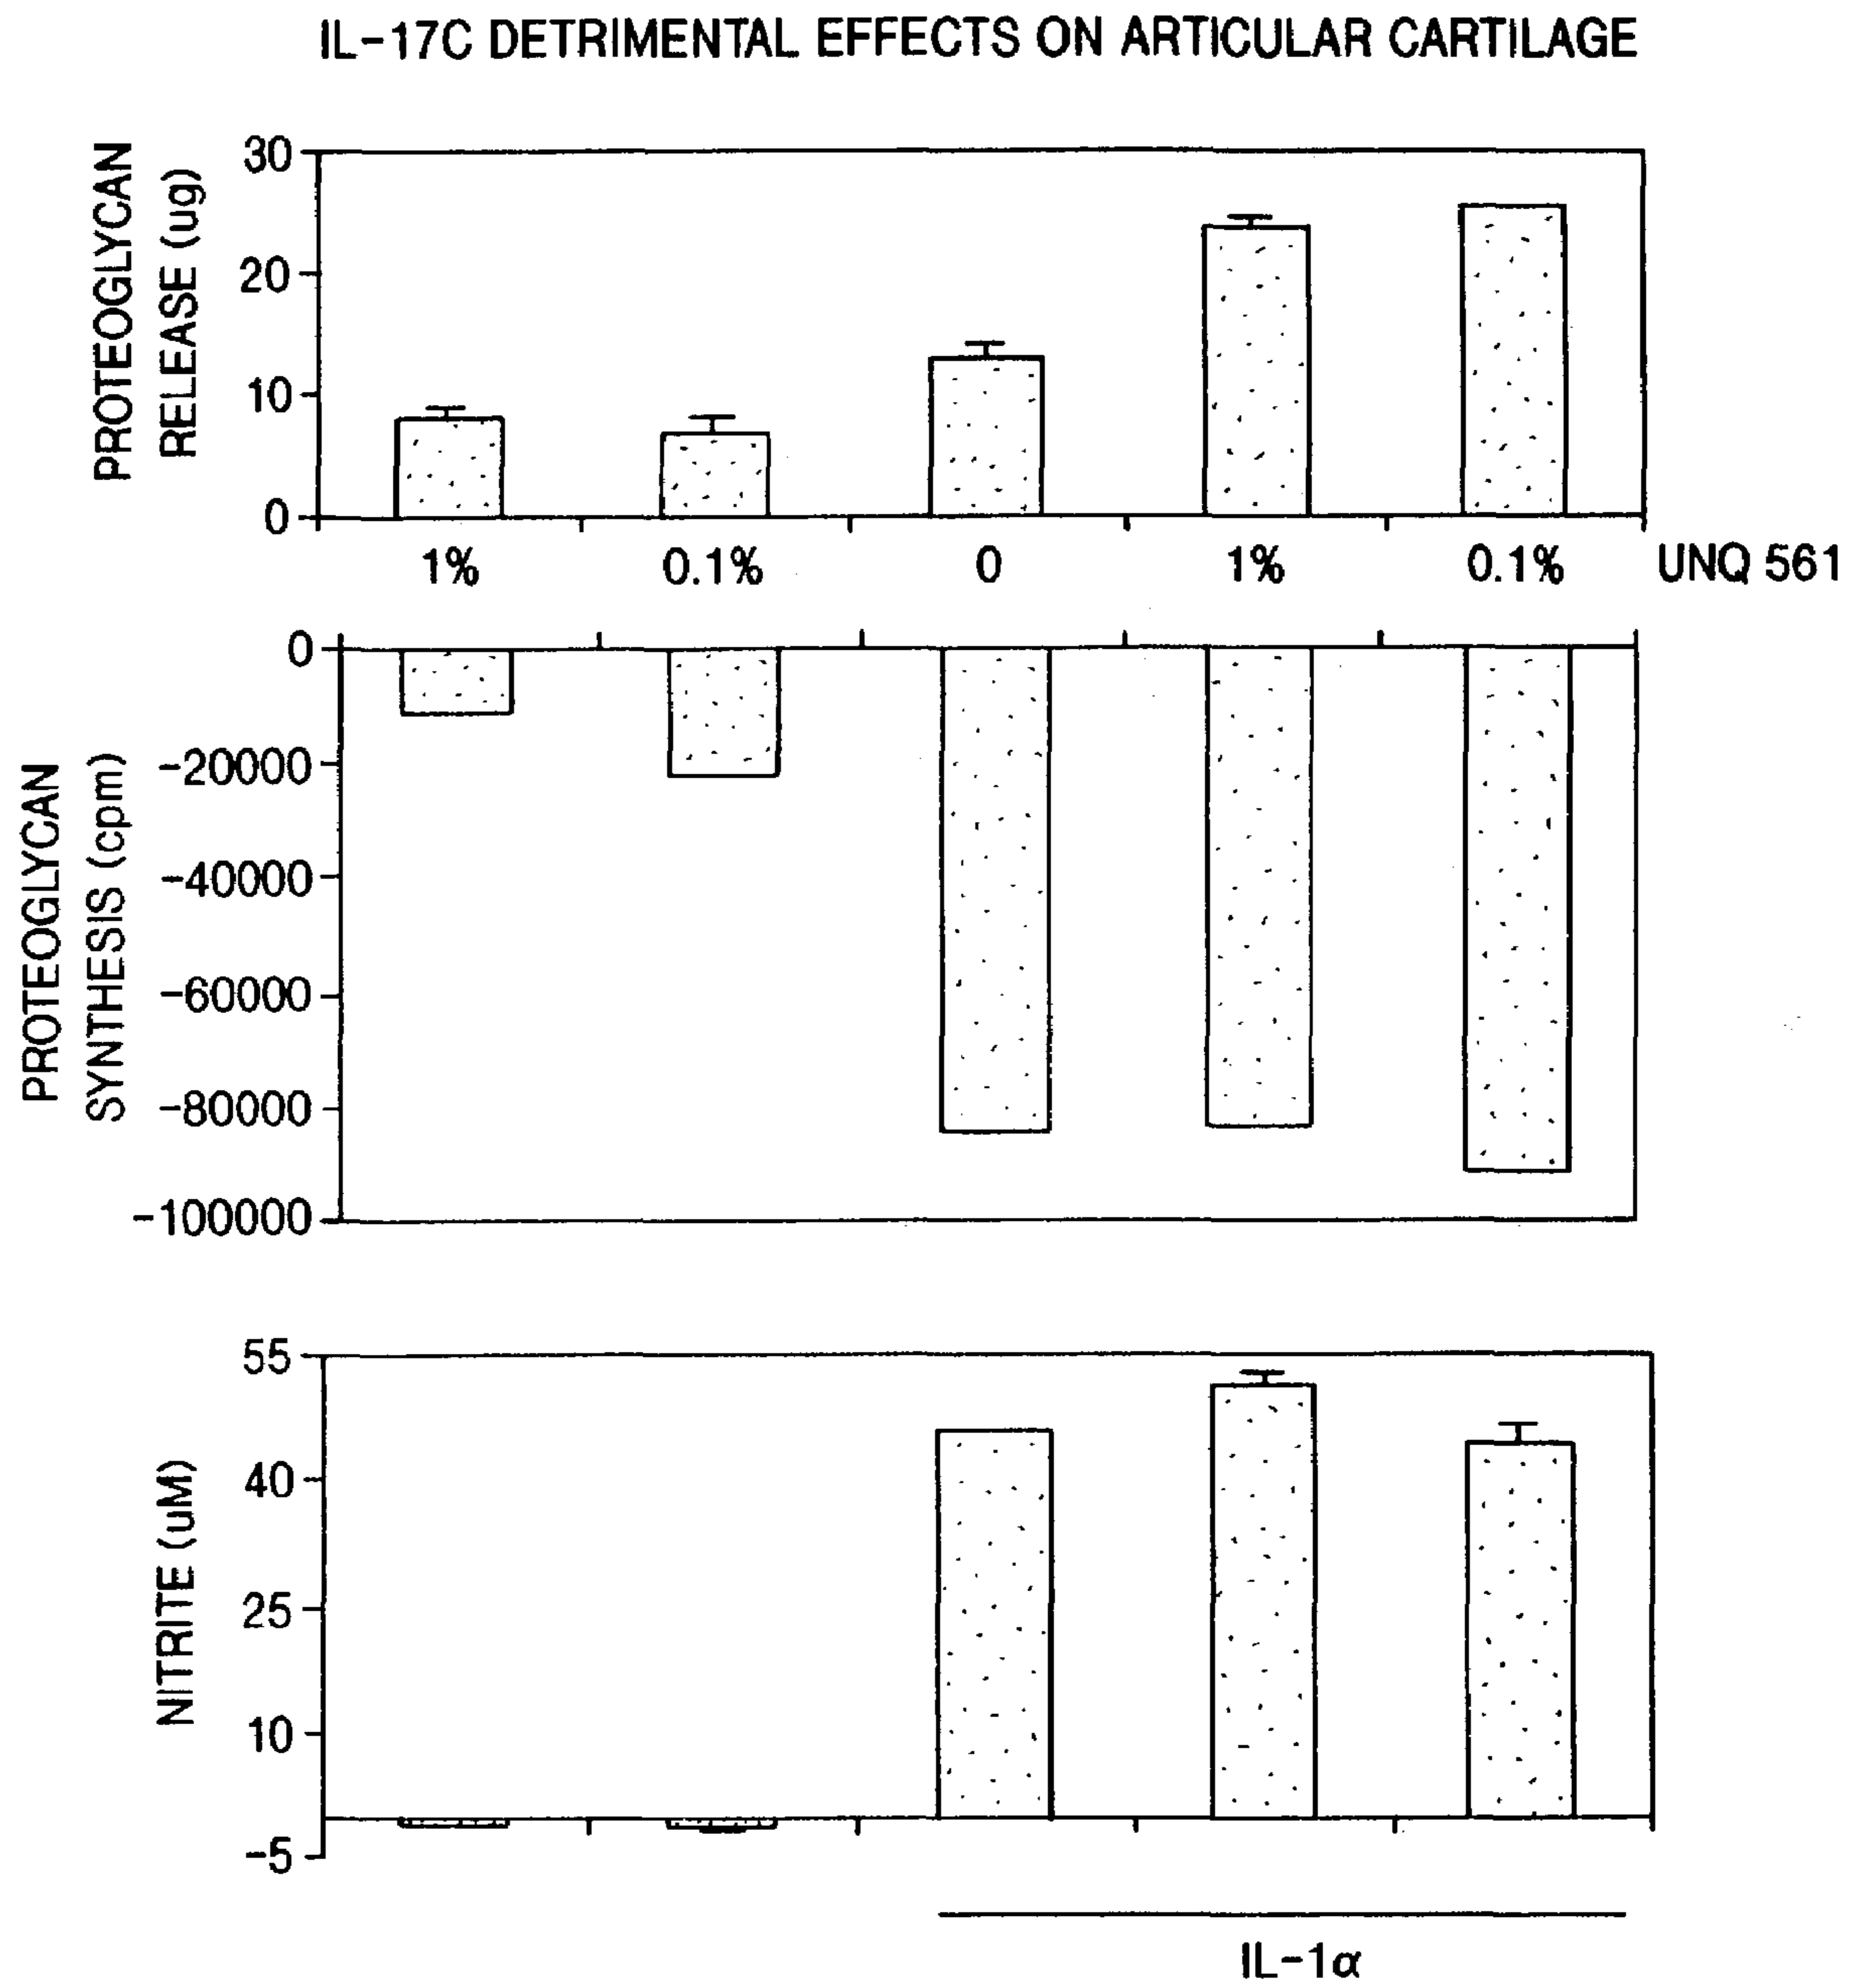 IL-17C DETRIMENTAL EFFECTS ON ARTICULAR CARTILAGE
PROTEOGLYCAN
RELEASE (ug)
30
20
10
0
1% 0.1% 0 1% 0.1% UNQ 561
PROTEOGLYCAN
SYNTHESIS (cpm)
0
-20000
-40000
-60000
-80000
-100000
NITRITE (uM)
55
40
25
10
-5
IL-1α